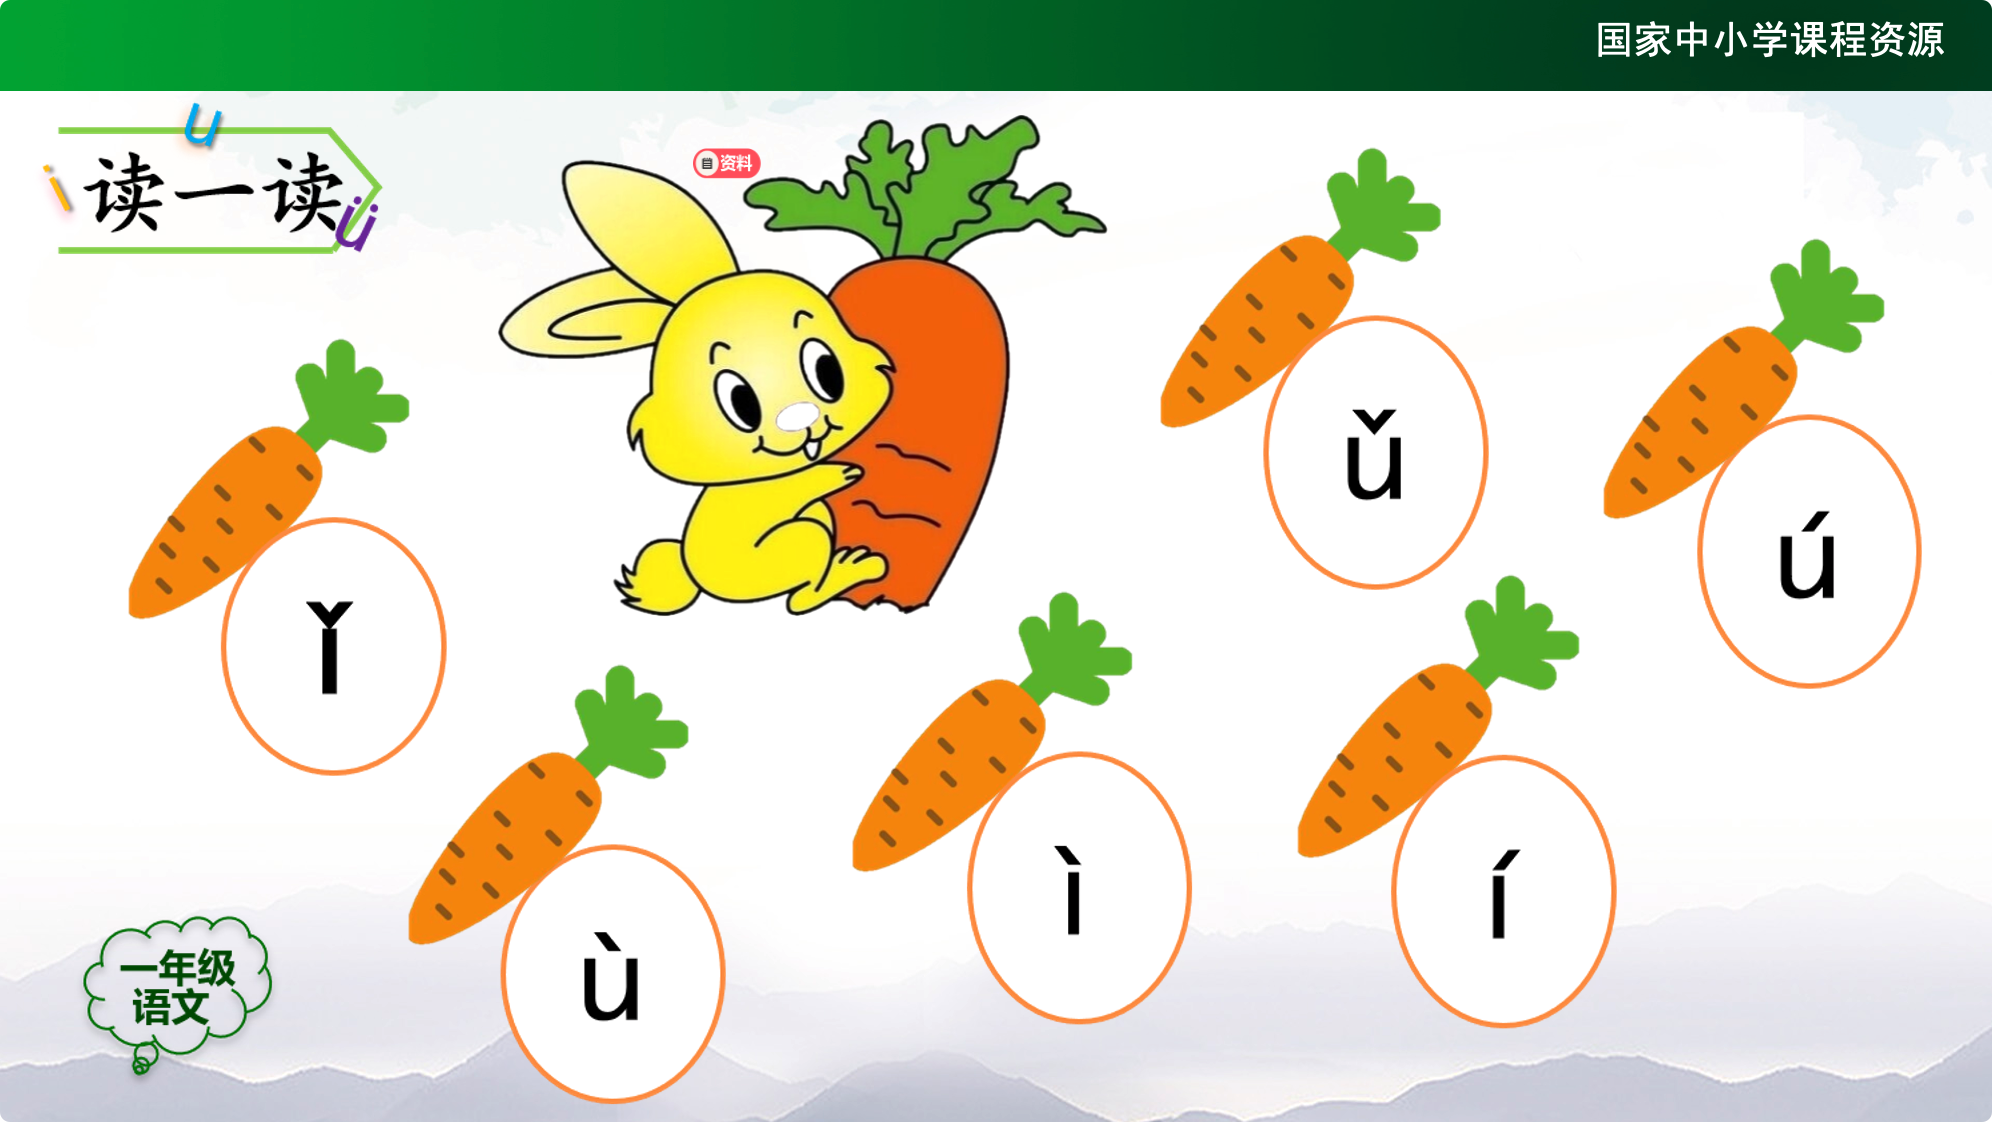 国家中小学课程资源
u
i
读一读
ü
资料
ǐ
ù
ì
ǔ
í
ú
一年级
语文